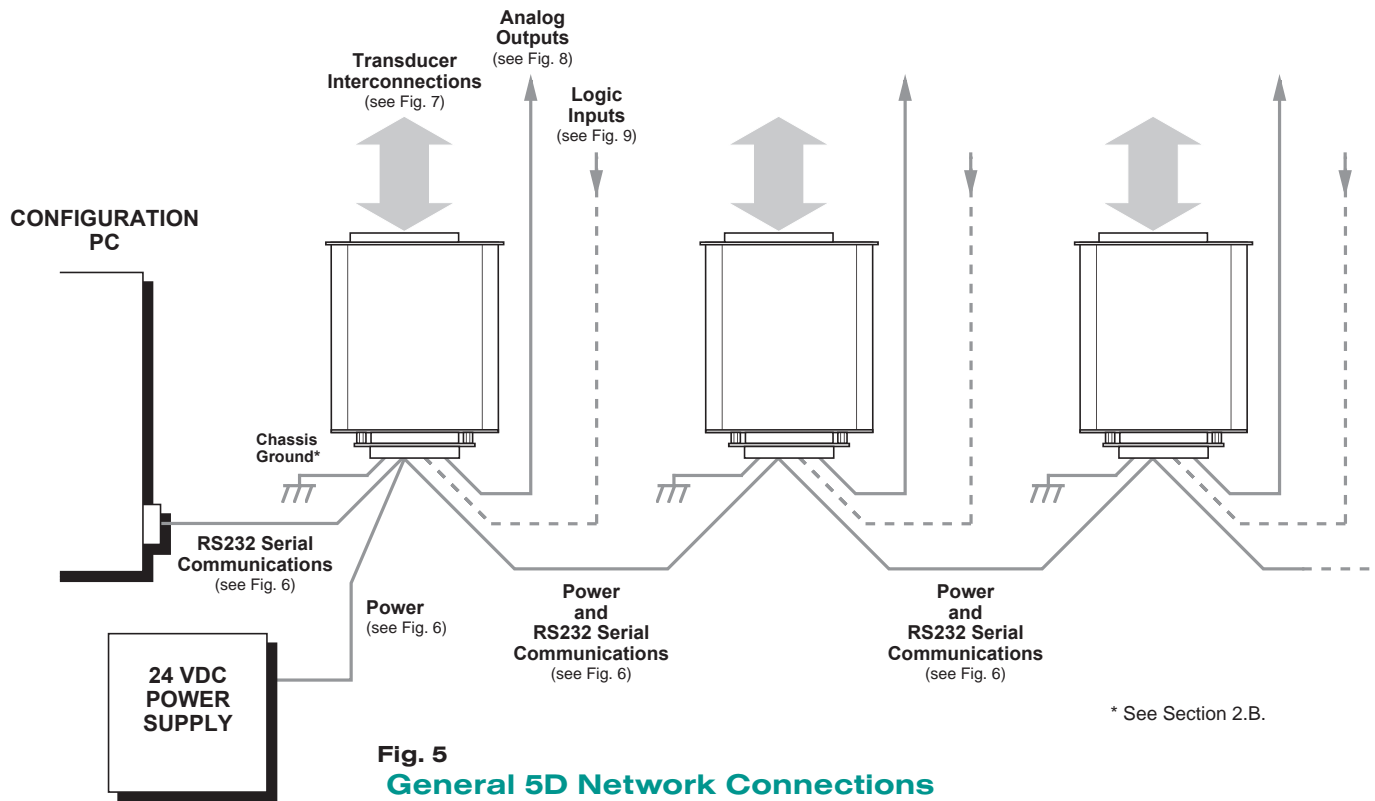 Analog
Outputs
(see Fig. 8)
Transducer
Interconnections
(see Fig. 7)
Logic
Inputs
(see Fig. 9)
CONFIGURATION
PC
Chassis
Ground*
RS232 Serial
Communications
(see Fig. 6)
Power
(see Fig. 6)
Power
and
RS232 Serial
Communications
(see Fig. 6)
Power
and
RS232 Serial
Communications
(see Fig. 6)
24 VDC
POWER
SUPPLY
* See Section 2.B.
Fig. 5
General 5D Network Connections